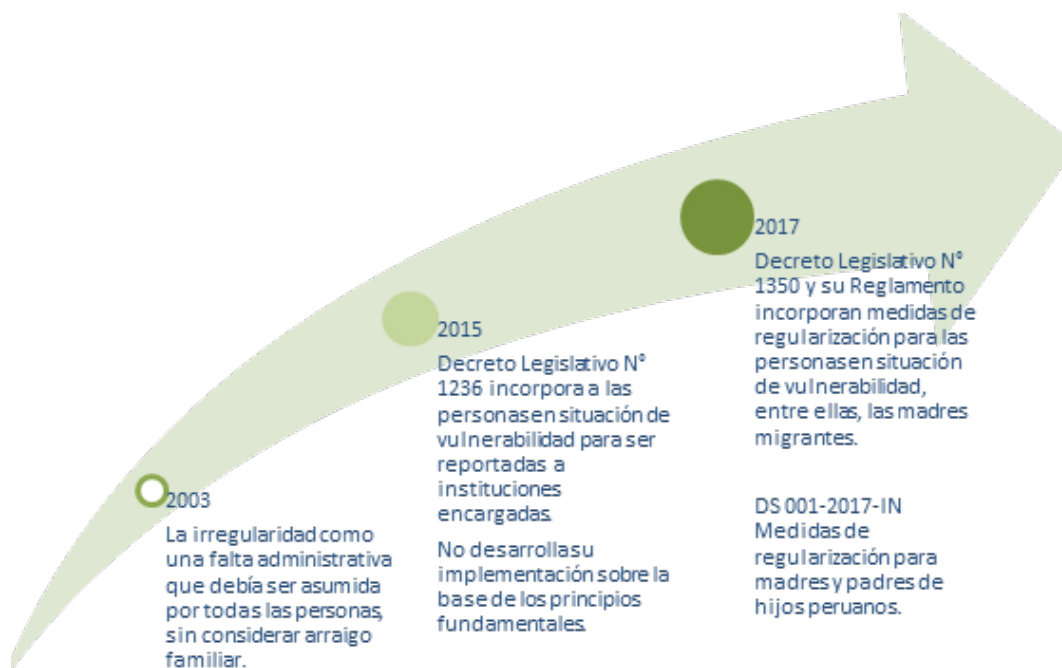 2003
La irregularidad como
una falta administrativa
que debía ser asumida
por todas las personas,
sin considerar arraigo
familiar.
2015
Decreto Legislativo N°
1236 incorpora a las
personas en situación de
vulnerabilidad para ser
reportadas a
instituciones
encargadas.
No desarrolla su
implementación sobre la
base de los principios
fundamentales.
2017
Decreto Legislativo N°
1350 y su Reglamento
incorporan medidas de
regularización para las
personas en situación
de vulnerabilidad,
entre ellas, las madres
migrantes.
DS 001-2017-IN
Medidas de
regularización para
madres y padres de
hijos peruanos.